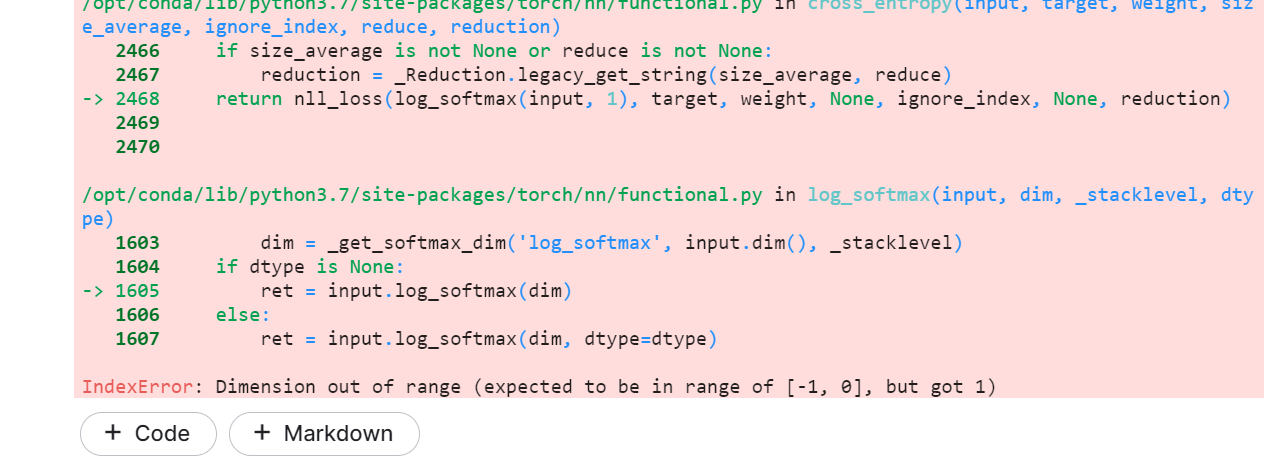 /opt/conda/lib/python3.7/site-packages/torch/nn/functional.py in cross_entropy(input, target, weight, siz
e_average, ignore_index, reduce, reduction)
   2466     if size_average is not None or reduce is not None:
   2467         reduction = _Reduction.legacy_get_string(size_average, reduce)
-> 2468     return nll_loss(log_softmax(input, 1), target, weight, None, ignore_index, None, reduction)
   2469
   2470
/opt/conda/lib/python3.7/site-packages/torch/nn/functional.py in log_softmax(input, dim, _stacklevel, dty
pe)
   1603         dim = _get_softmax_dim('log_softmax', input.dim(), _stacklevel)
   1604     if dtype is None:
-> 1605         ret = input.log_softmax(dim)
   1606     else:
   1607         ret = input.log_softmax(dim, dtype=dtype)
IndexError: Dimension out of range (expected to be in range of [-1, 0], but got 1)
+ Code + Markdown